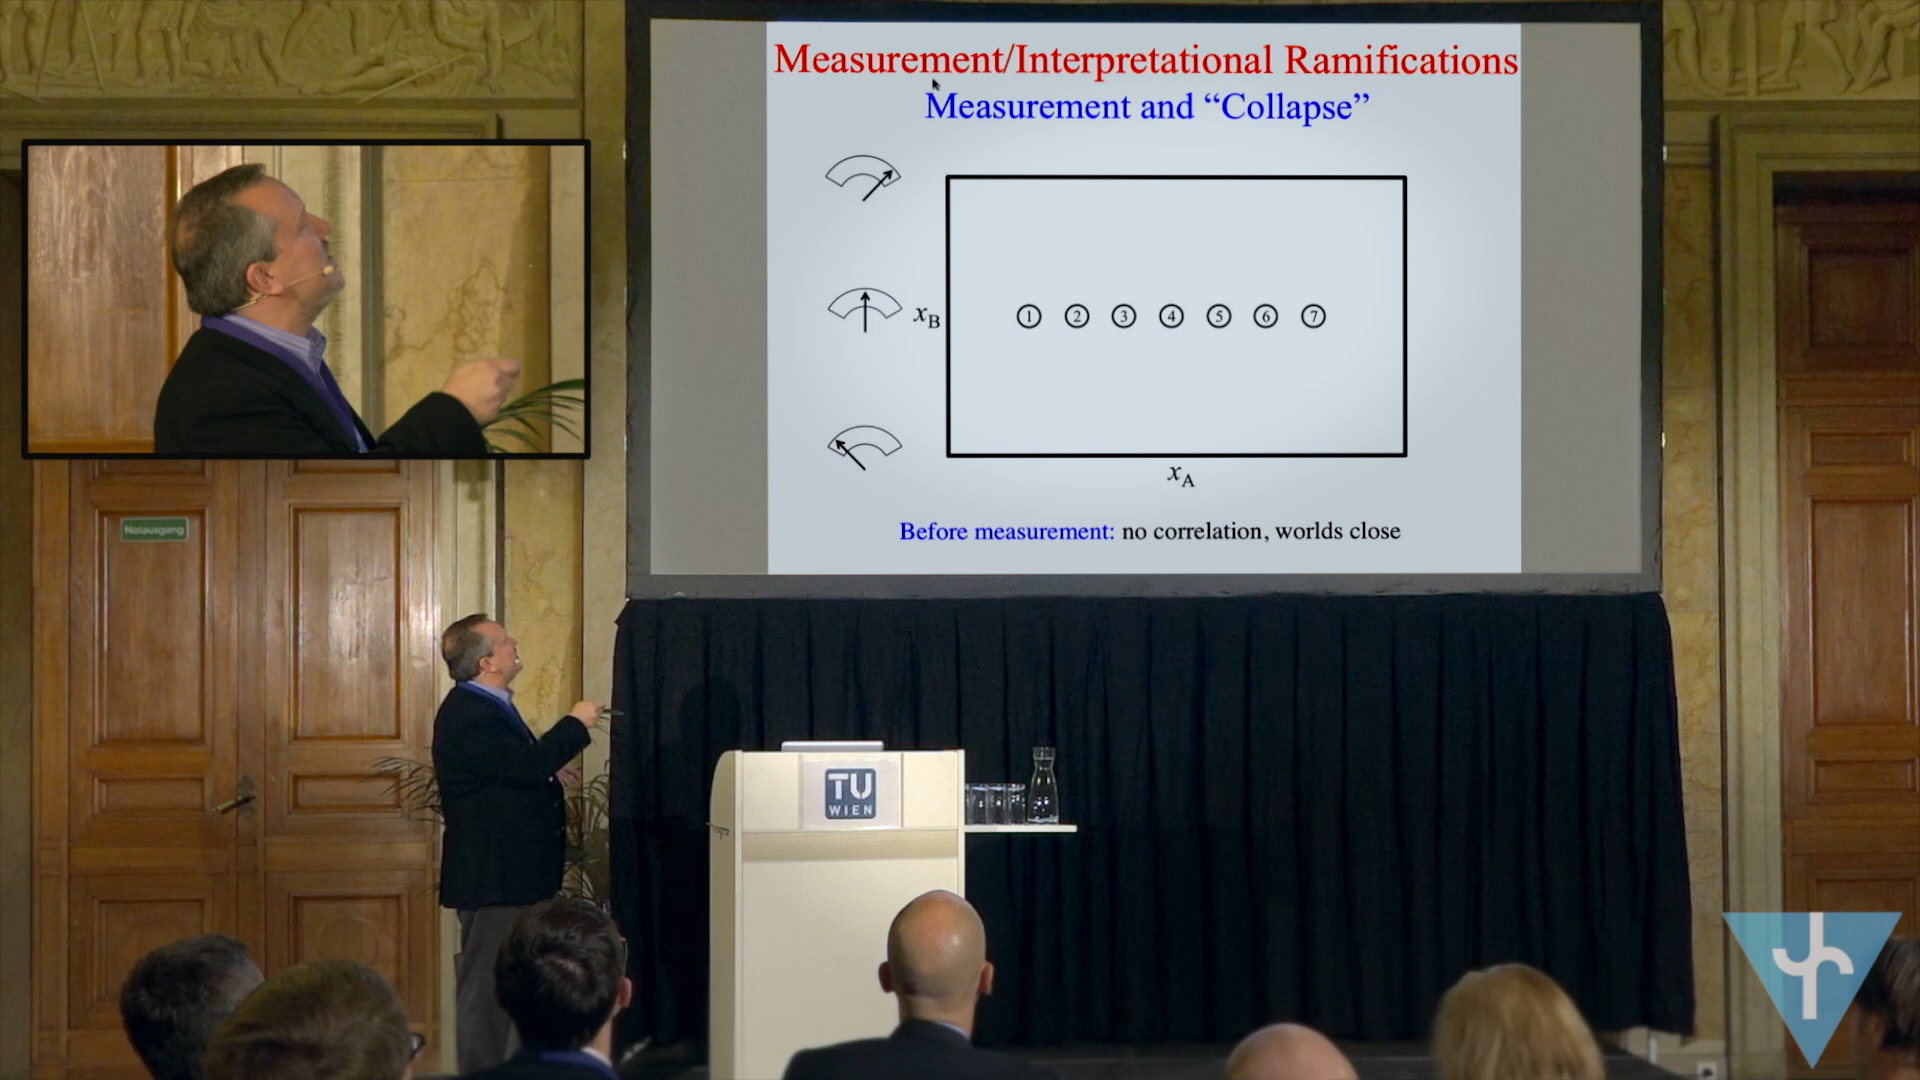 Measurement/Interpretational Ramifications
Measurement and “Collapse”
xB
1 2 3 4 5 6 7
xA
Before measurement: no correlation, worlds close
Notausgang
TU
WIEN